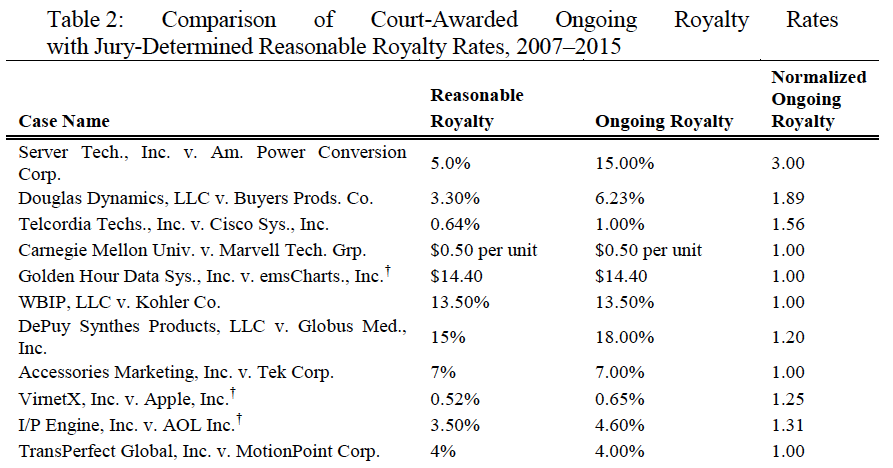 Table 2: Comparison of Court-Awarded Ongoing Royalty Rates
with Jury-Determined Reasonable Royalty Rates, 2007–2015
Case Name Reasonable Royalty Ongoing Royalty Normalized Ongoing Royalty
Server Tech., Inc. v. Am. Power Conversion Corp. 5.0% 15.00% 3.00
Douglas Dynamics, LLC v. Buyers Prods. Co. 3.30% 6.23% 1.89
Telcordia Techs., Inc. v. Cisco Sys., Inc. 0.64% 1.00% 1.56
Carnegie Mellon Univ. v. Marvell Tech. Grp. $0.50 per unit $0.50 per unit 1.00
Golden Hour Data Sys., Inc. v. emsCharts., Inc.† $14.40 $14.40 1.00
WBIP, LLC v. Kohler Co. 13.50% 13.50% 1.00
DePuy Synthes Products, LLC v. Globus Med., Inc. 15% 18.00% 1.20
Accessories Marketing, Inc. v. Tek Corp. 7% 7.00% 1.00
VirnetX, Inc. v. Apple, Inc.† 0.52% 0.65% 1.25
I/P Engine, Inc. v. AOL Inc.† 3.50% 4.60% 1.31
TransPerfect Global, Inc. v. MotionPoint Corp. 4% 4.00% 1.00